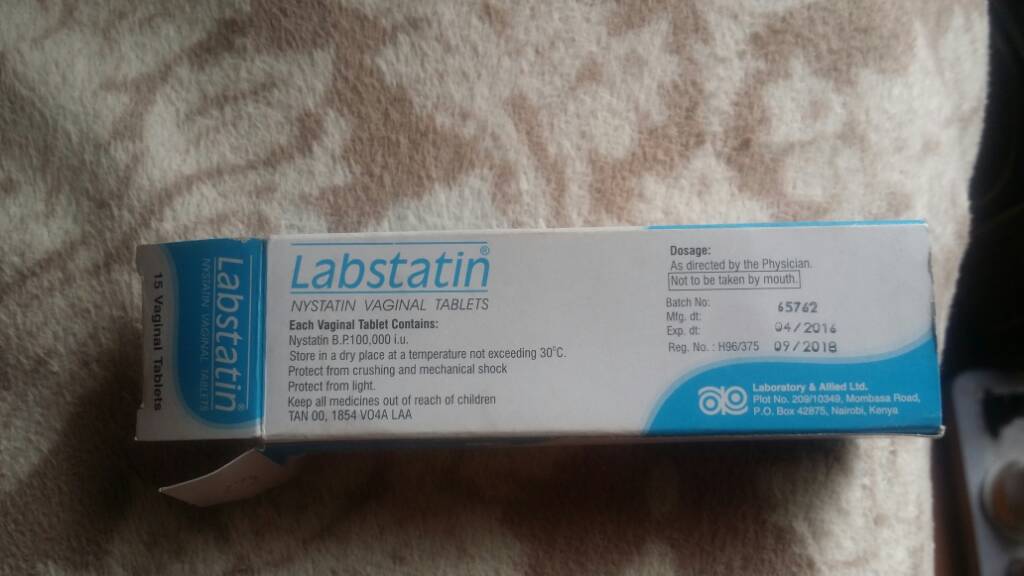 Labstatin®
NYSTATIN VAGINAL TABLETS
15 Vaginal Tablets
Labstatin®
NYSTATIN VAGINAL TABLETS
Each Vaginal Tablet Contains:
Nystatin B.P.100,000 i.u.
Store in a dry place at a temperature not exceeding 30°C.
Protect from crushing and mechanical shock
Protect from light.
Keep all medicines out of reach of children
TAN 00, 1854 VO4A LAA
Dosage:
As directed by the Physician.
Not to be taken by mouth.
Batch No: 65762
Mfg. dt: 04/2016
Exp. dt: 09/2018
Reg. No. : H96/375
Laboratory & Allied Ltd.
Plot No. 209/10349, Mombasa Road,
P.O. Box 42875, Nairobi, Kenya